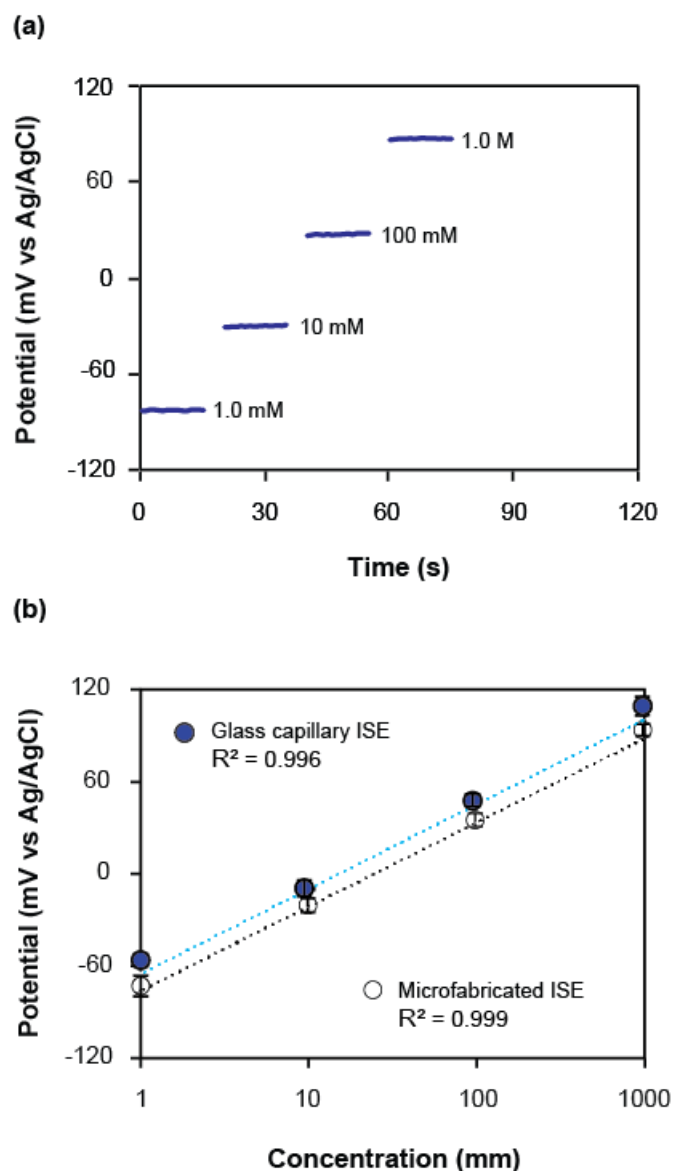 (a)
Potential (mV vs Ag/AgCl)
120
60
0
-60
-120
1.0 M
100 mM
10 mM
1.0 mM
0 30 60 90 120
Time (s)
(b)
Potential (mV vs Ag/AgCl)
120
60
0
-60
-120
Glass capillary ISE
R² = 0.996
Microfabricated ISE
R² = 0.999
1 10 100 1000
Concentration (mm)